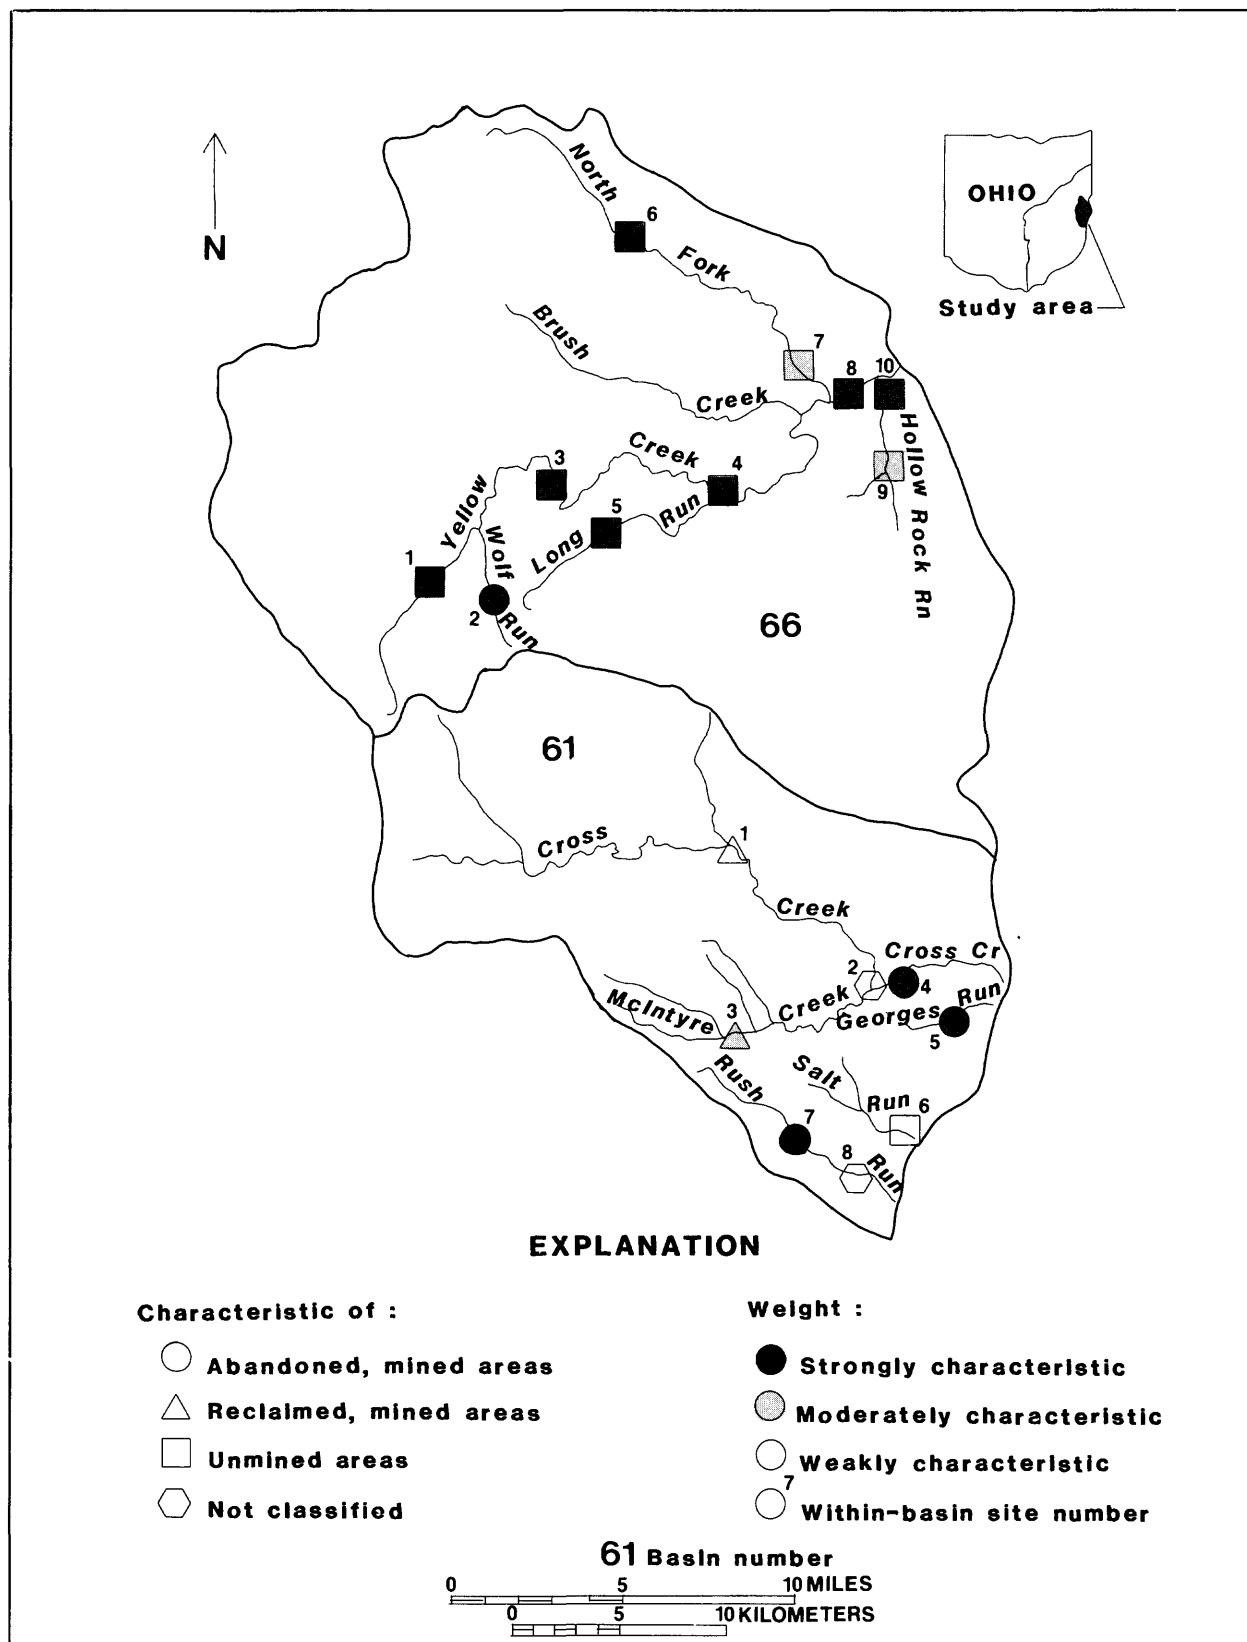 North
6
Fork
N
OHIO
Study area
Brush
7
8
10
Creek
Hollow Rock Rn
Creek
3
4
9
Yellow
5
Run
Wolf
Long
1
2
Run
66
61
1
Cross
Creek
Cross Cr
2
4
Creek
Run
McIntyre
3
Georges
5
Rush
Salt
Run
6
7
8
Run
EXPLANATION
Characteristic of :
Abandoned, mined areas
Reclaimed, mined areas
Unmined areas
Not classified
Weight :
Strongly characteristic
Moderately characteristic
Weakly characteristic
7
Within-basin site number
61 Basin number
0 5 10 MILES
0 5 10 KILOMETERS